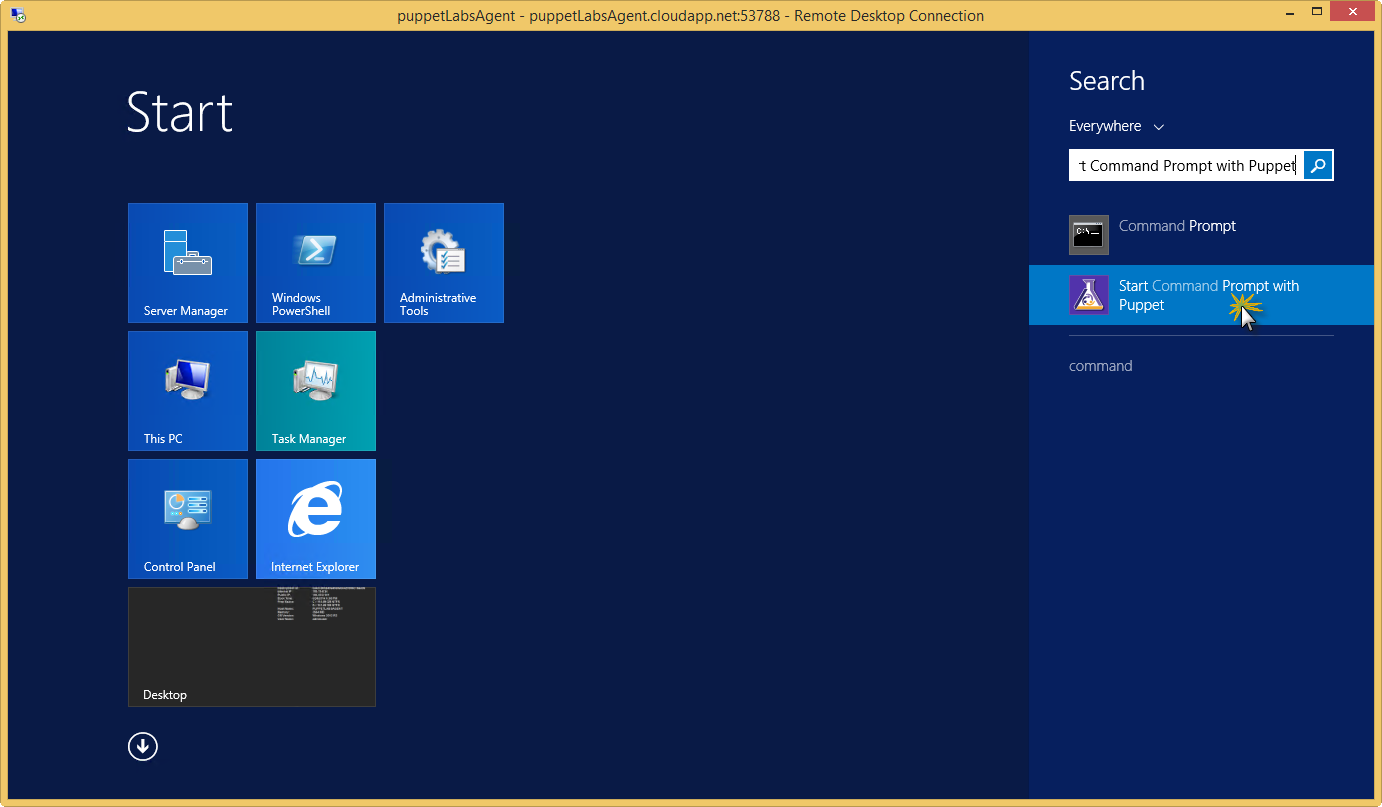 puppetLabsAgent - puppetLabsAgent.cloudapp.net:53788 - Remote Desktop Connection
Start
Server Manager
Windows
PowerShell
Administrative
Tools
This PC
Task Manager
Control Panel
Internet Explorer
Desktop
Search
Everywhere
t Command Prompt with Puppet
C:\_
Command Prompt
Start Command Prompt with
Puppet
command